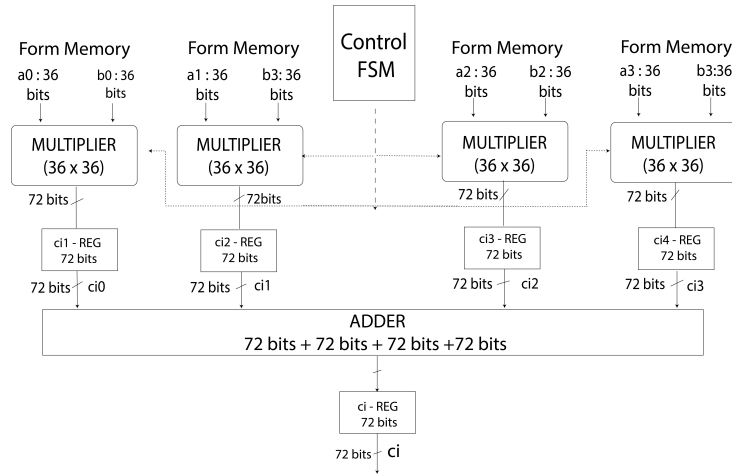 Form Memory
a0 : 36
bits
b0 : 36
bits
MULTIPLIER
(36 x 36)
72 bits
ci1 - REG
72 bits
72 bits
ci0
Form Memory
a1 : 36
bits
b3: 36
bits
MULTIPLIER
(36 x 36)
72bits
ci2 - REG
72 bits
72 bits
ci1
Control
FSM
Form Memory
a2 : 36
bits
b2 : 36
bits
MULTIPLIER
(36 x 36)
72 bits
ci3 - REG
72 bits
72 bits
ci2
Form Memory
a3 : 36
bits
b3:36
bits
MULTIPLIER
(36 x 36)
72 bits
ci4 - REG
72 bits
72 bits
ci3
ADDER
72 bits + 72 bits + 72 bits +72 bits
ci - REG
72 bits
72 bits
ci